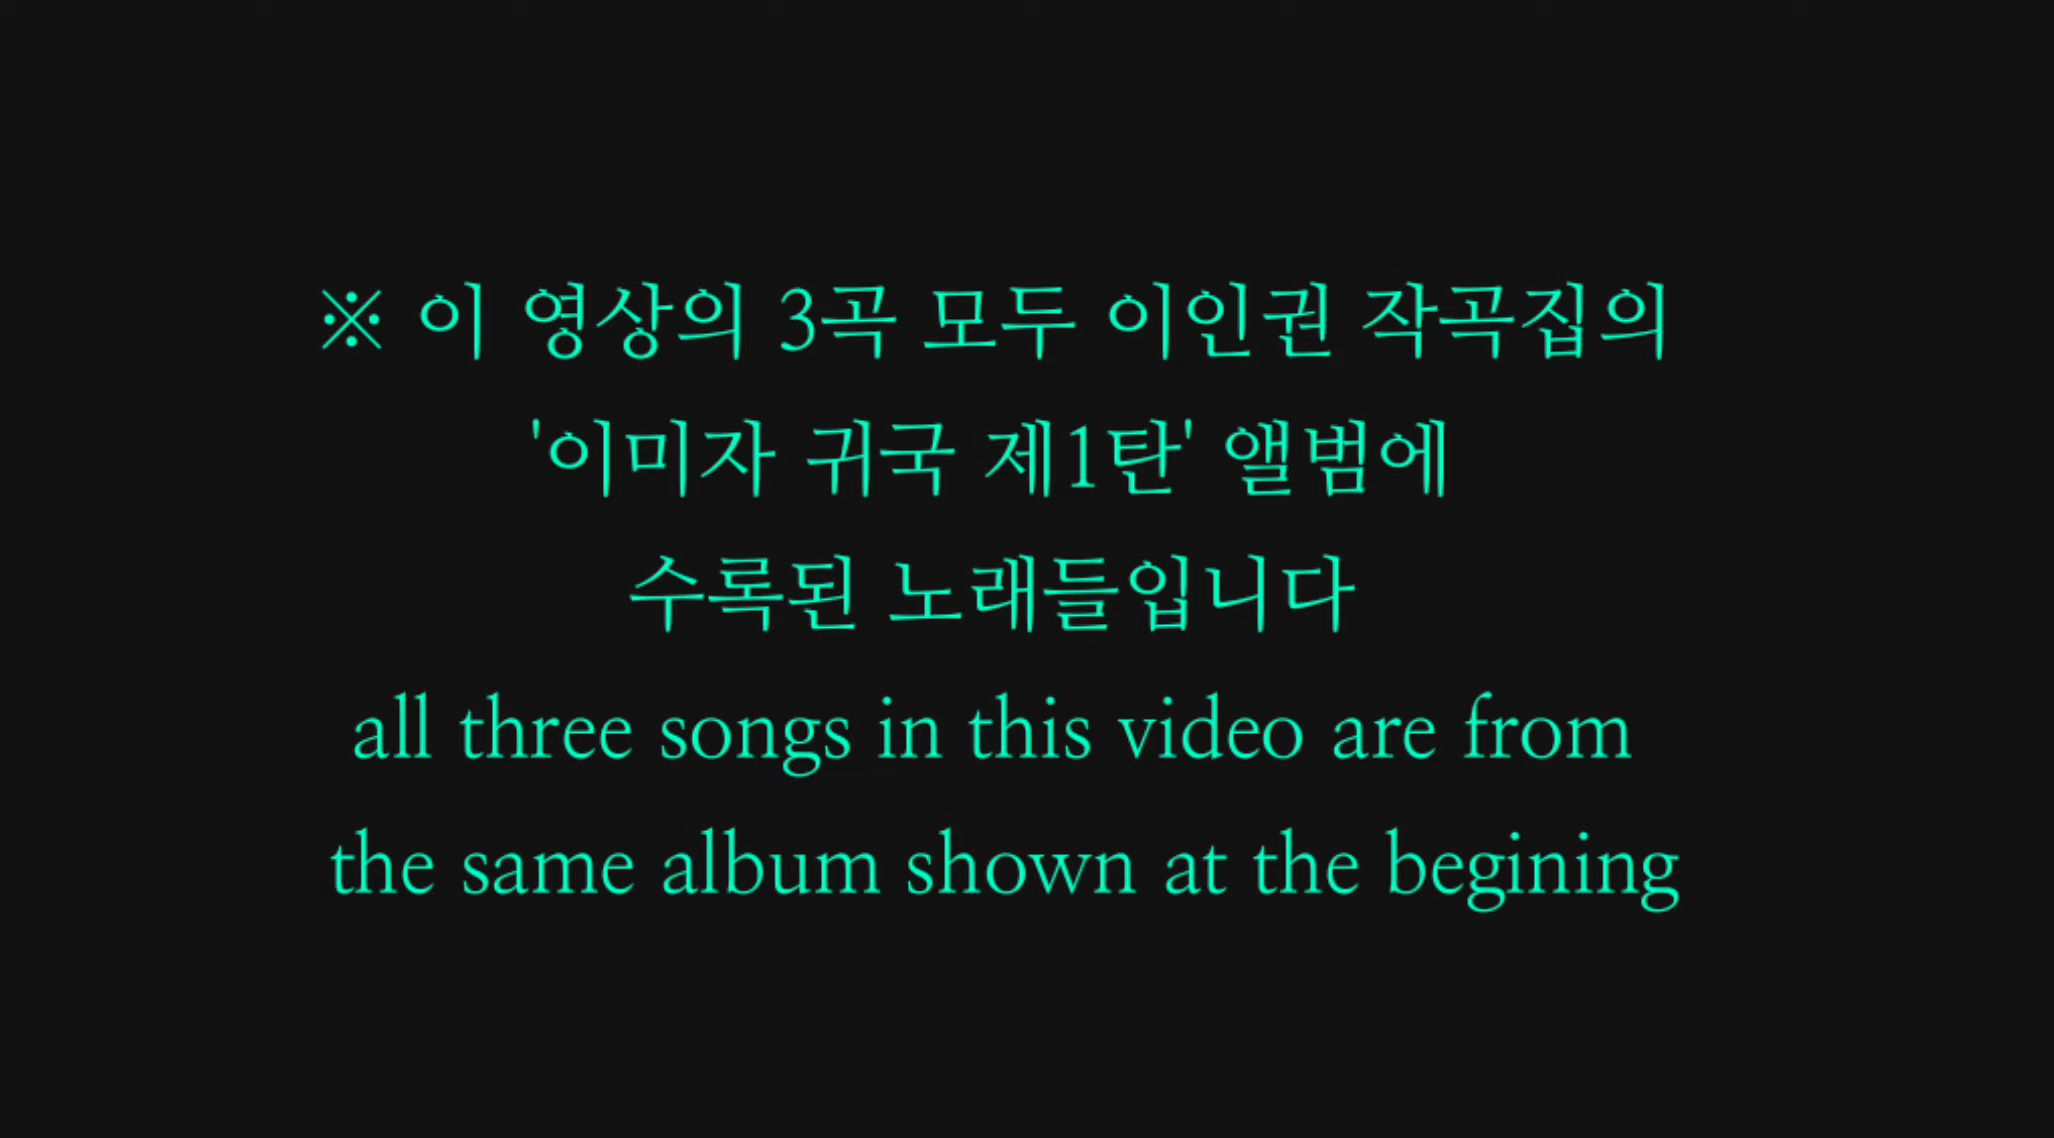 ※ 이 영상의 3곡 모두 이인권 작곡집의
'이미자 귀국 제1탄' 앨범에
수록된 노래들입니다
all three songs in this video are from
the same album shown at the begining